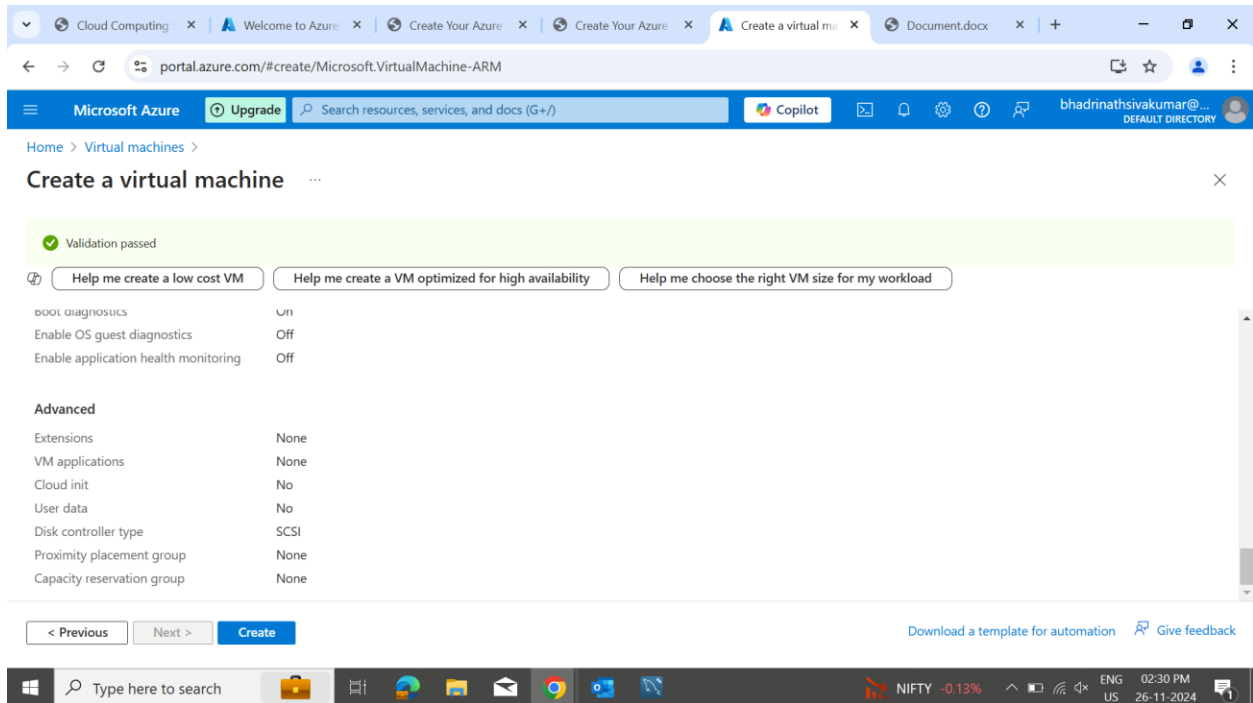 Cloud Computing S
Welcome to Azure
Create Your Azure
Create Your Azure
Create a virtual ma
Document.docx
portal.azure.com/#create/Microsoft.VirtualMachine-ARM
Microsoft Azure
Upgrade
Search resources, services, and docs (G+/)
Copilot
bhadrinathsivakumar@...
DEFAULT DIRECTORY
Home > Virtual machines >
Create a virtual machine ...
Validation passed
Help me create a low cost VM
Help me create a VM optimized for high availability
Help me choose the right VM size for my workload
Boot diagnostics On
Enable OS guest diagnostics Off
Enable application health monitoring Off
Advanced
Extensions None
VM applications None
Cloud init No
User data No
Disk controller type SCSI
Proximity placement group None
Capacity reservation group None
< Previous
Next >
Create
Download a template for automation
Give feedback
Type here to search
NIFTY -0.13%
ENG
US
02:30 PM
26-11-2024
1